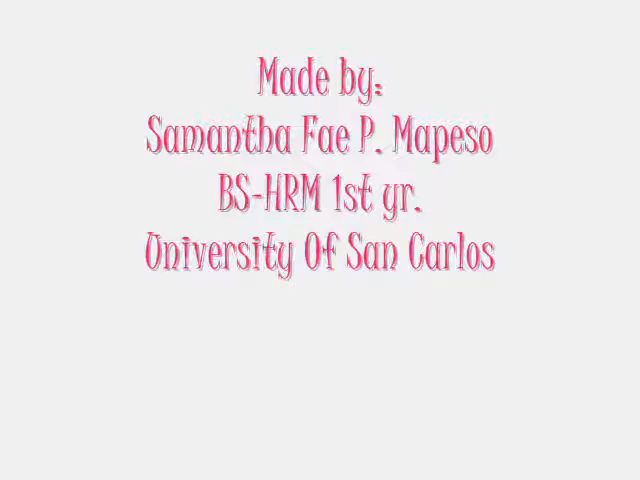 Made by:
Samantha Fae P. Mapeso
BS-HRM 1st yr.
University Of San Carlos